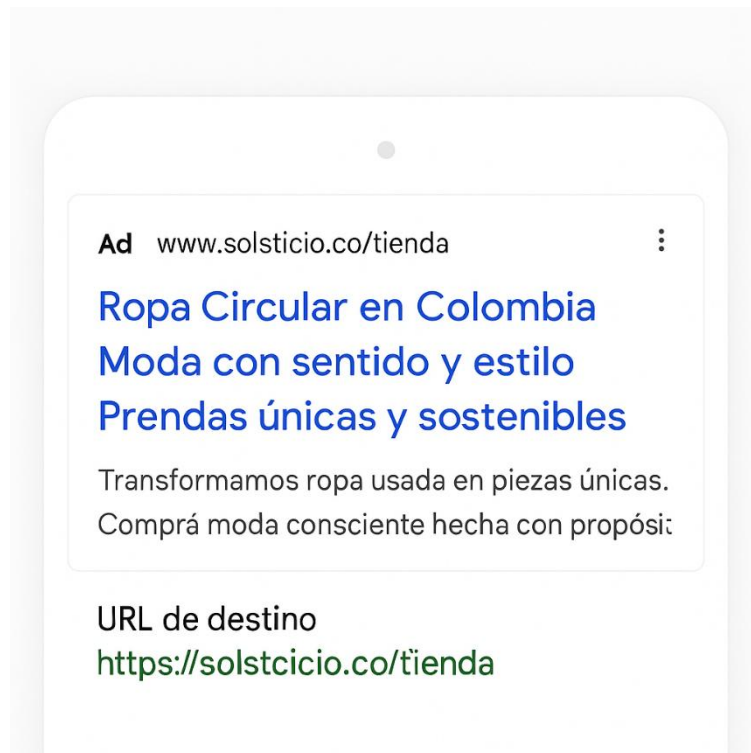 Ad www.solsticio.co/tienda
Ropa Circular en Colombia
Moda con sentido y estilo
Prendas únicas y sostenibles
Transformamos ropa usada en piezas únicas.
Comprá moda consciente hecha con propósi
URL de destino
https://solstcicio.co/tienda